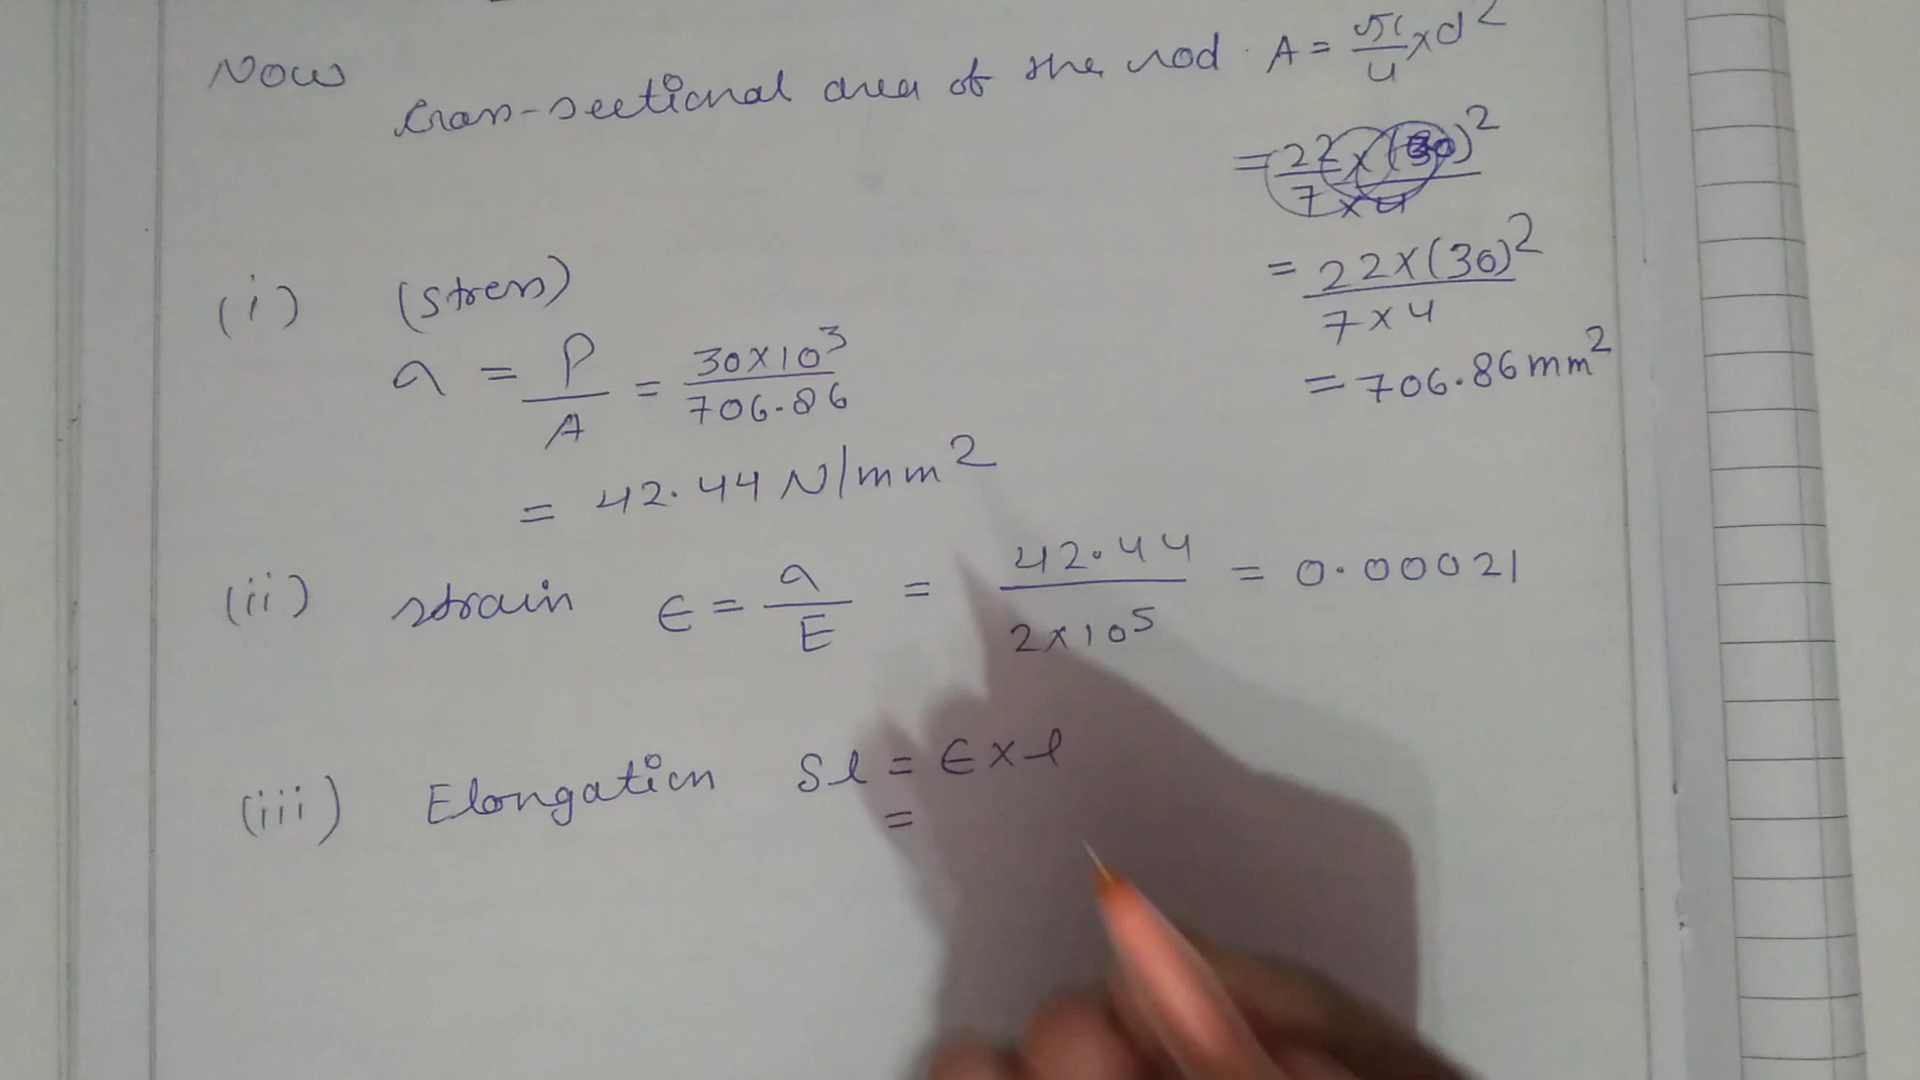 Now
Cross-sectional area of the rod A = π/4 × d²
= 22 × (30)² / 7 × 4
= 22 × (30)² / 7 × 4
= 706.86 mm²
(i) (stress)
σ = P/A = 30×10³ / 706.86
= 42.44 N/mm²
(ii) strain ϵ = σ/E = 42.44 / 2×10⁵ = 0.00021
(iii) Elongation δl = ϵ × l
=